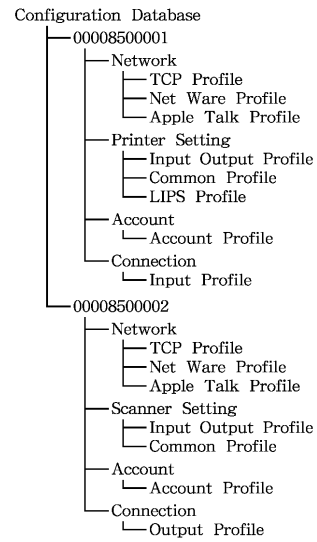 Configuration Database
00008500001
Network
TCP Profile
Net Ware Profile
Apple Talk Profile
Printer Setting
Input Output Profile
Common Profile
LIPS Profile
Account
Account Profile
Connection
Input Profile
00008500002
Network
TCP Profile
Net Ware Profile
Apple Talk Profile
Scanner Setting
Input Output Profile
Common Profile
Account
Account Profile
Connection
Output Profile